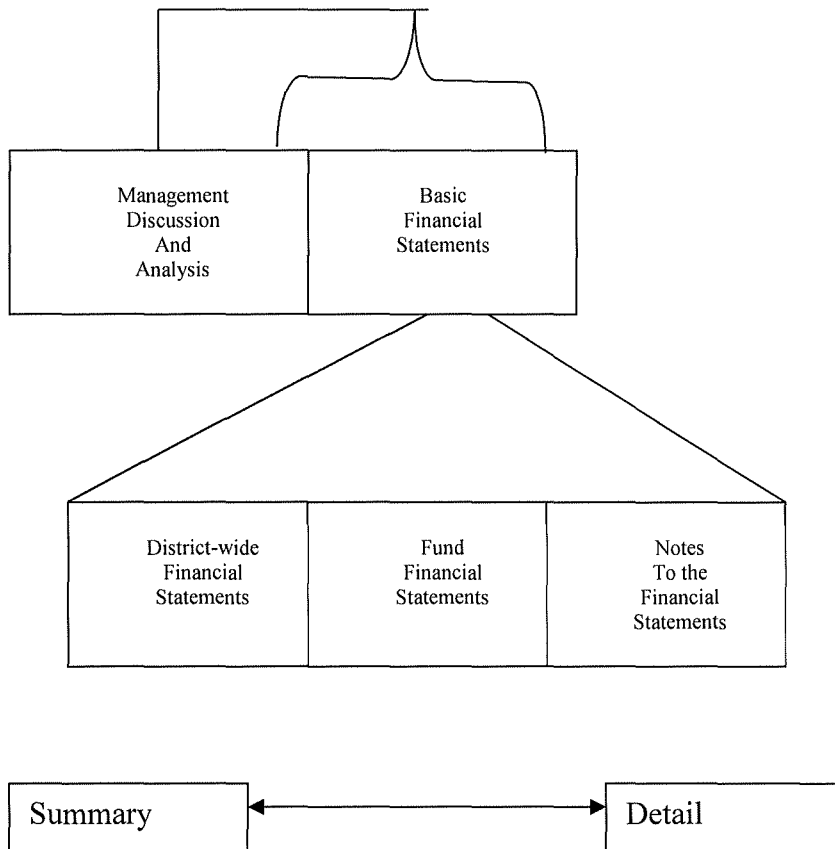 Management
Discussion
And
Analysis
Basic
Financial
Statements
District-wide
Financial
Statements
Fund
Financial
Statements
Notes
To the
Financial
Statements
Summary
Detail